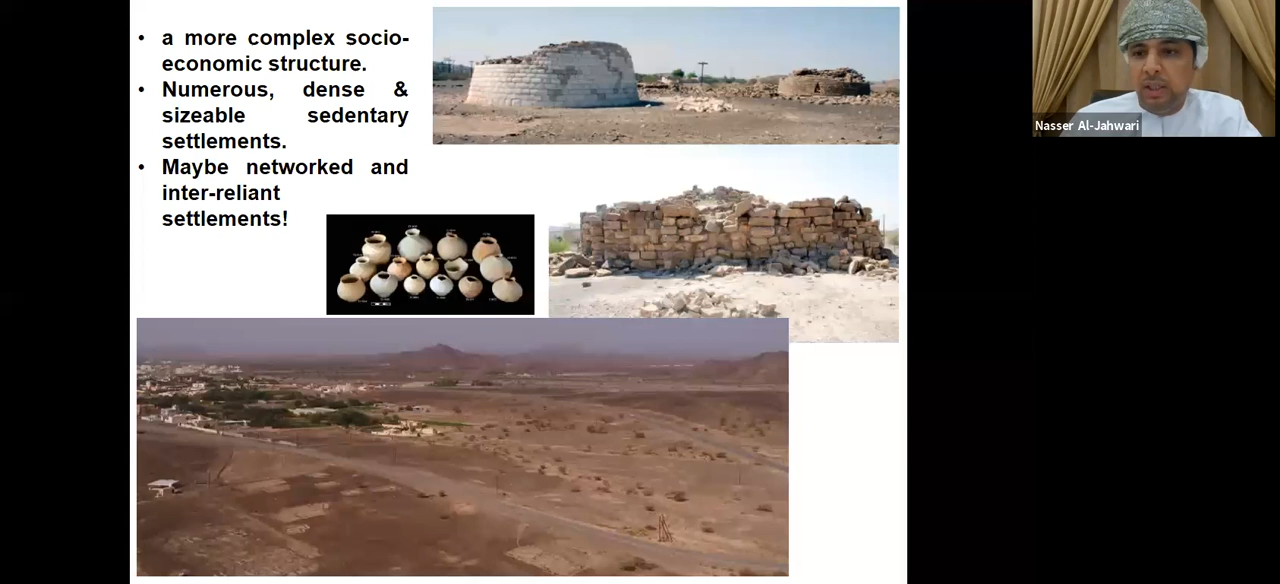 • a more complex socio-
economic structure.
• Numerous, dense &
sizeable sedentary
settlements.
• Maybe networked and
inter-reliant
settlements!
Nasser Al-Jahwari